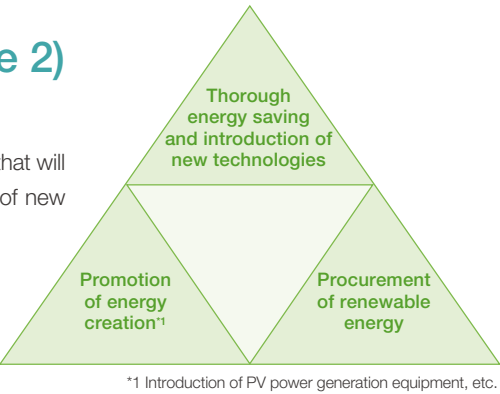 e 2)
that will
of new
Thorough
energy saving
and introduction of
new technologies
Promotion
of energy
creation*1
Procurement
of renewable
energy
*1 Introduction of PV power generation equipment, etc.